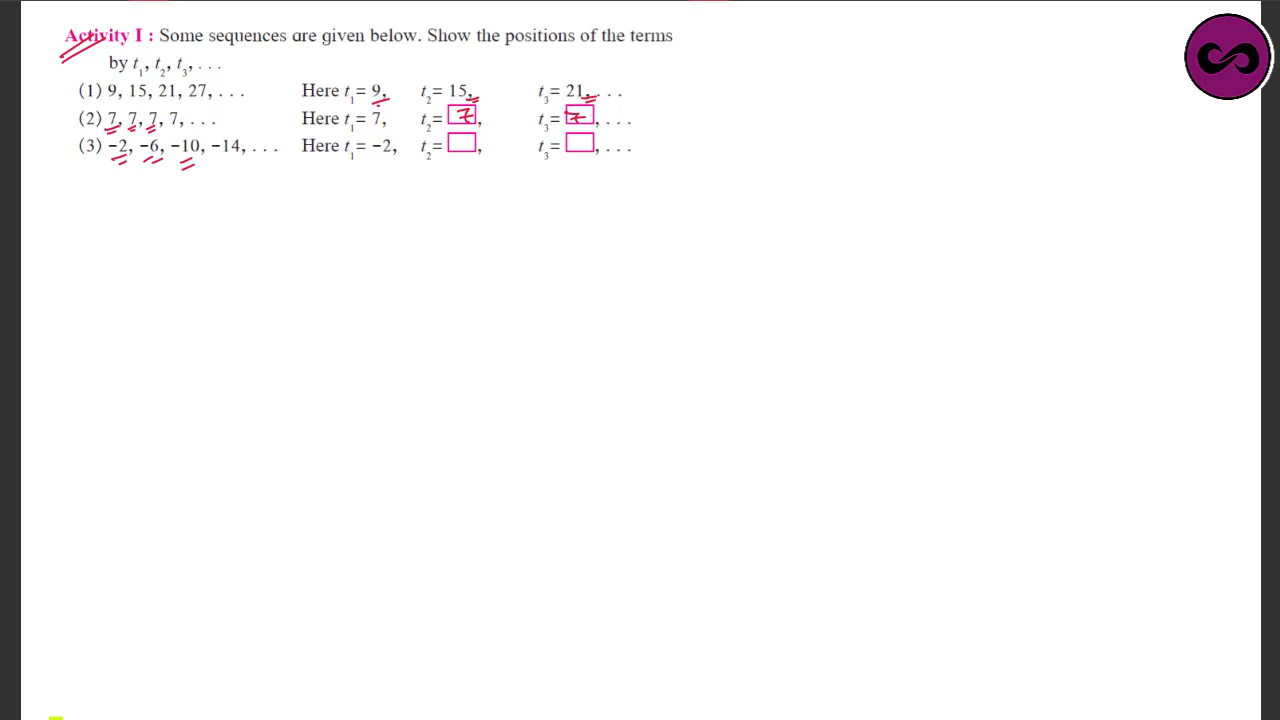 Activity I : Some sequences are given below. Show the positions of the terms
by t₁, t₂, t₃, . . .
(1) 9, 15, 21, 27, . . . Here t₁= 9, t₂= 15, t₃= 21, . . .
(2) 7, 7, 7, 7, . . . Here t₁= 7, t₂= 7, t₃= 7, . . .
(3) −2, −6, −10, −14, . . . Here t₁= −2, t₂= , t₃= , . . .